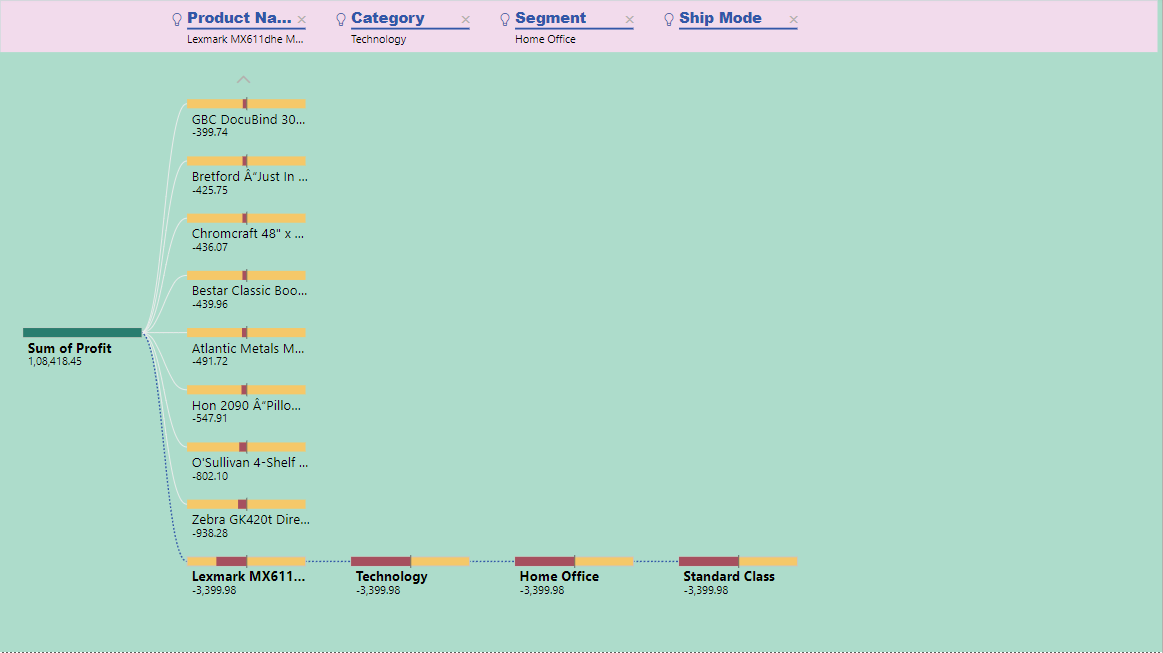 Product Na... Category Segment Ship Mode
Lexmark MX611dhe M... Technology Home Office
GBC DocuBind 30...
-399.74
Bretford Â“Just In ...
-425.75
Chromcraft 48" x ...
-436.07
Bestar Classic Boo...
-439.96
Sum of Profit
1,08,418.45
Atlantic Metals M...
-491.72
Hon 2090 Â“Pillo...
-547.91
O'Sullivan 4-Shelf ...
-802.10
Zebra GK420t Dire...
-938.28
Lexmark MX611... Technology Home Office Standard Class
-3,399.98 -3,399.98 -3,399.98 -3,399.98